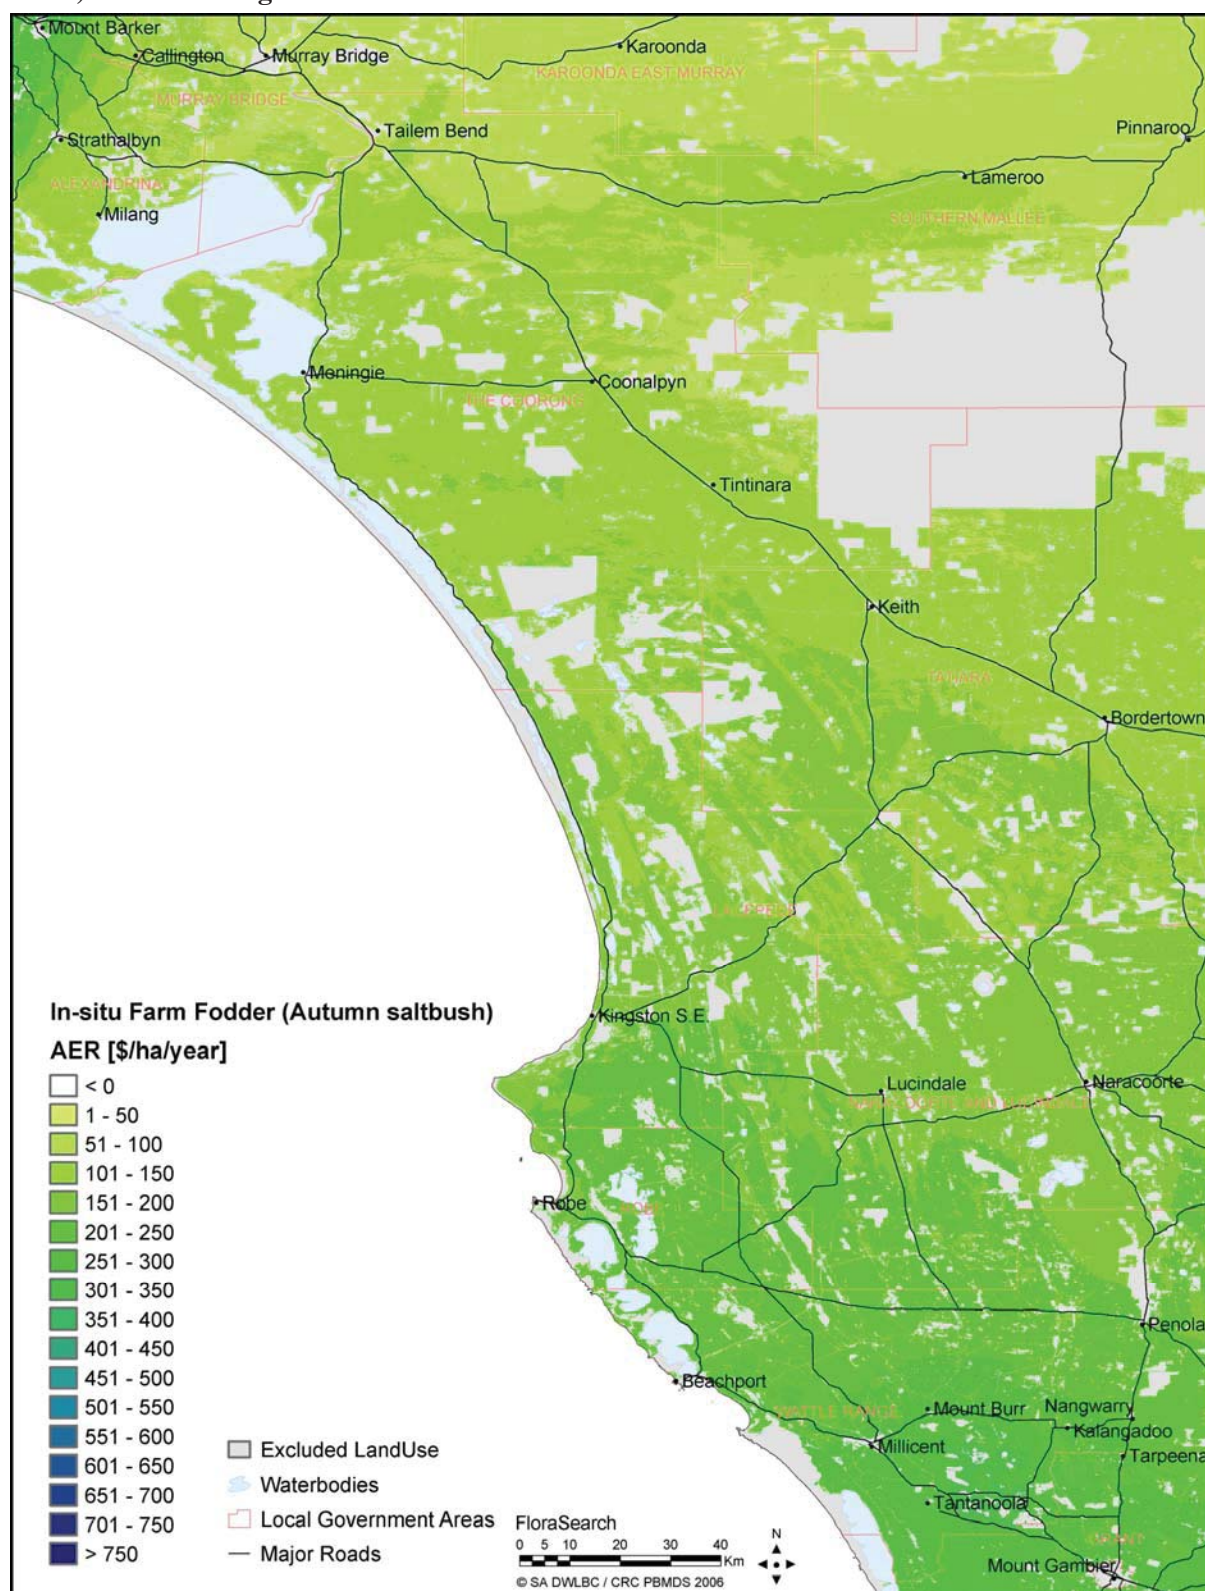 Mount Barker
Callington
Murray Bridge
Karoonda
KAROONDA EAST MURRAY
MURRAY BRIDGE
Tailem Bend
Pinnaroo
Strathalbyn
Lameroo
ALEXANDRINA
Milang
SOUTHERN MALLEE
Meningie
Coonalpyn
THE COORONG
Tintinara
Keith
TATIARA
Bordertown
LACEPEDE
In-situ Farm Fodder (Autumn saltbush)
AER [$/ha/year]
< 0
1 - 50
51 - 100
101 - 150
151 - 200
201 - 250
251 - 300
301 - 350
351 - 400
401 - 450
451 - 500
501 - 550
551 - 600
601 - 650
651 - 700
701 - 750
> 750
Kingston S.E.
Lucindale
Naracoorte
NARACOORTE AND LUCINDALE
Robe
ROBE
Penola
Beachport
WATTLE RANGE
Mount Burr
Nangwarry
Kalangadoo
Millicent
Tarpeena
Tantanoola
GRANT
Mount Gambier
Excluded LandUse
Waterbodies
Local Government Areas
Major Roads
FloraSearch
0 5 10 20 30 40
Km
N
© SA DWLBC / CRC PBMDS 2006